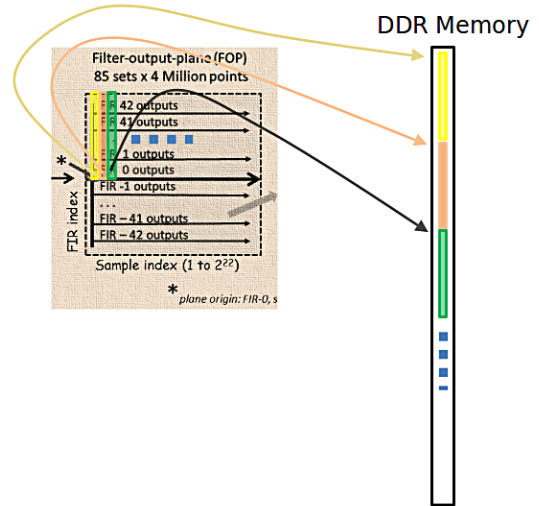 DDR Memory
Filter-output-plane (FOP)
85 sets x 4 Million points
FIR 42 outputs
FIR 41 outputs
1 outputs
0 outputs
FIR -1 outputs
...
FIR – 41 outputs
FIR – 42 outputs
FIR index
Sample index (1 to 2²²)
*
*
plane origin: FIR-0, s